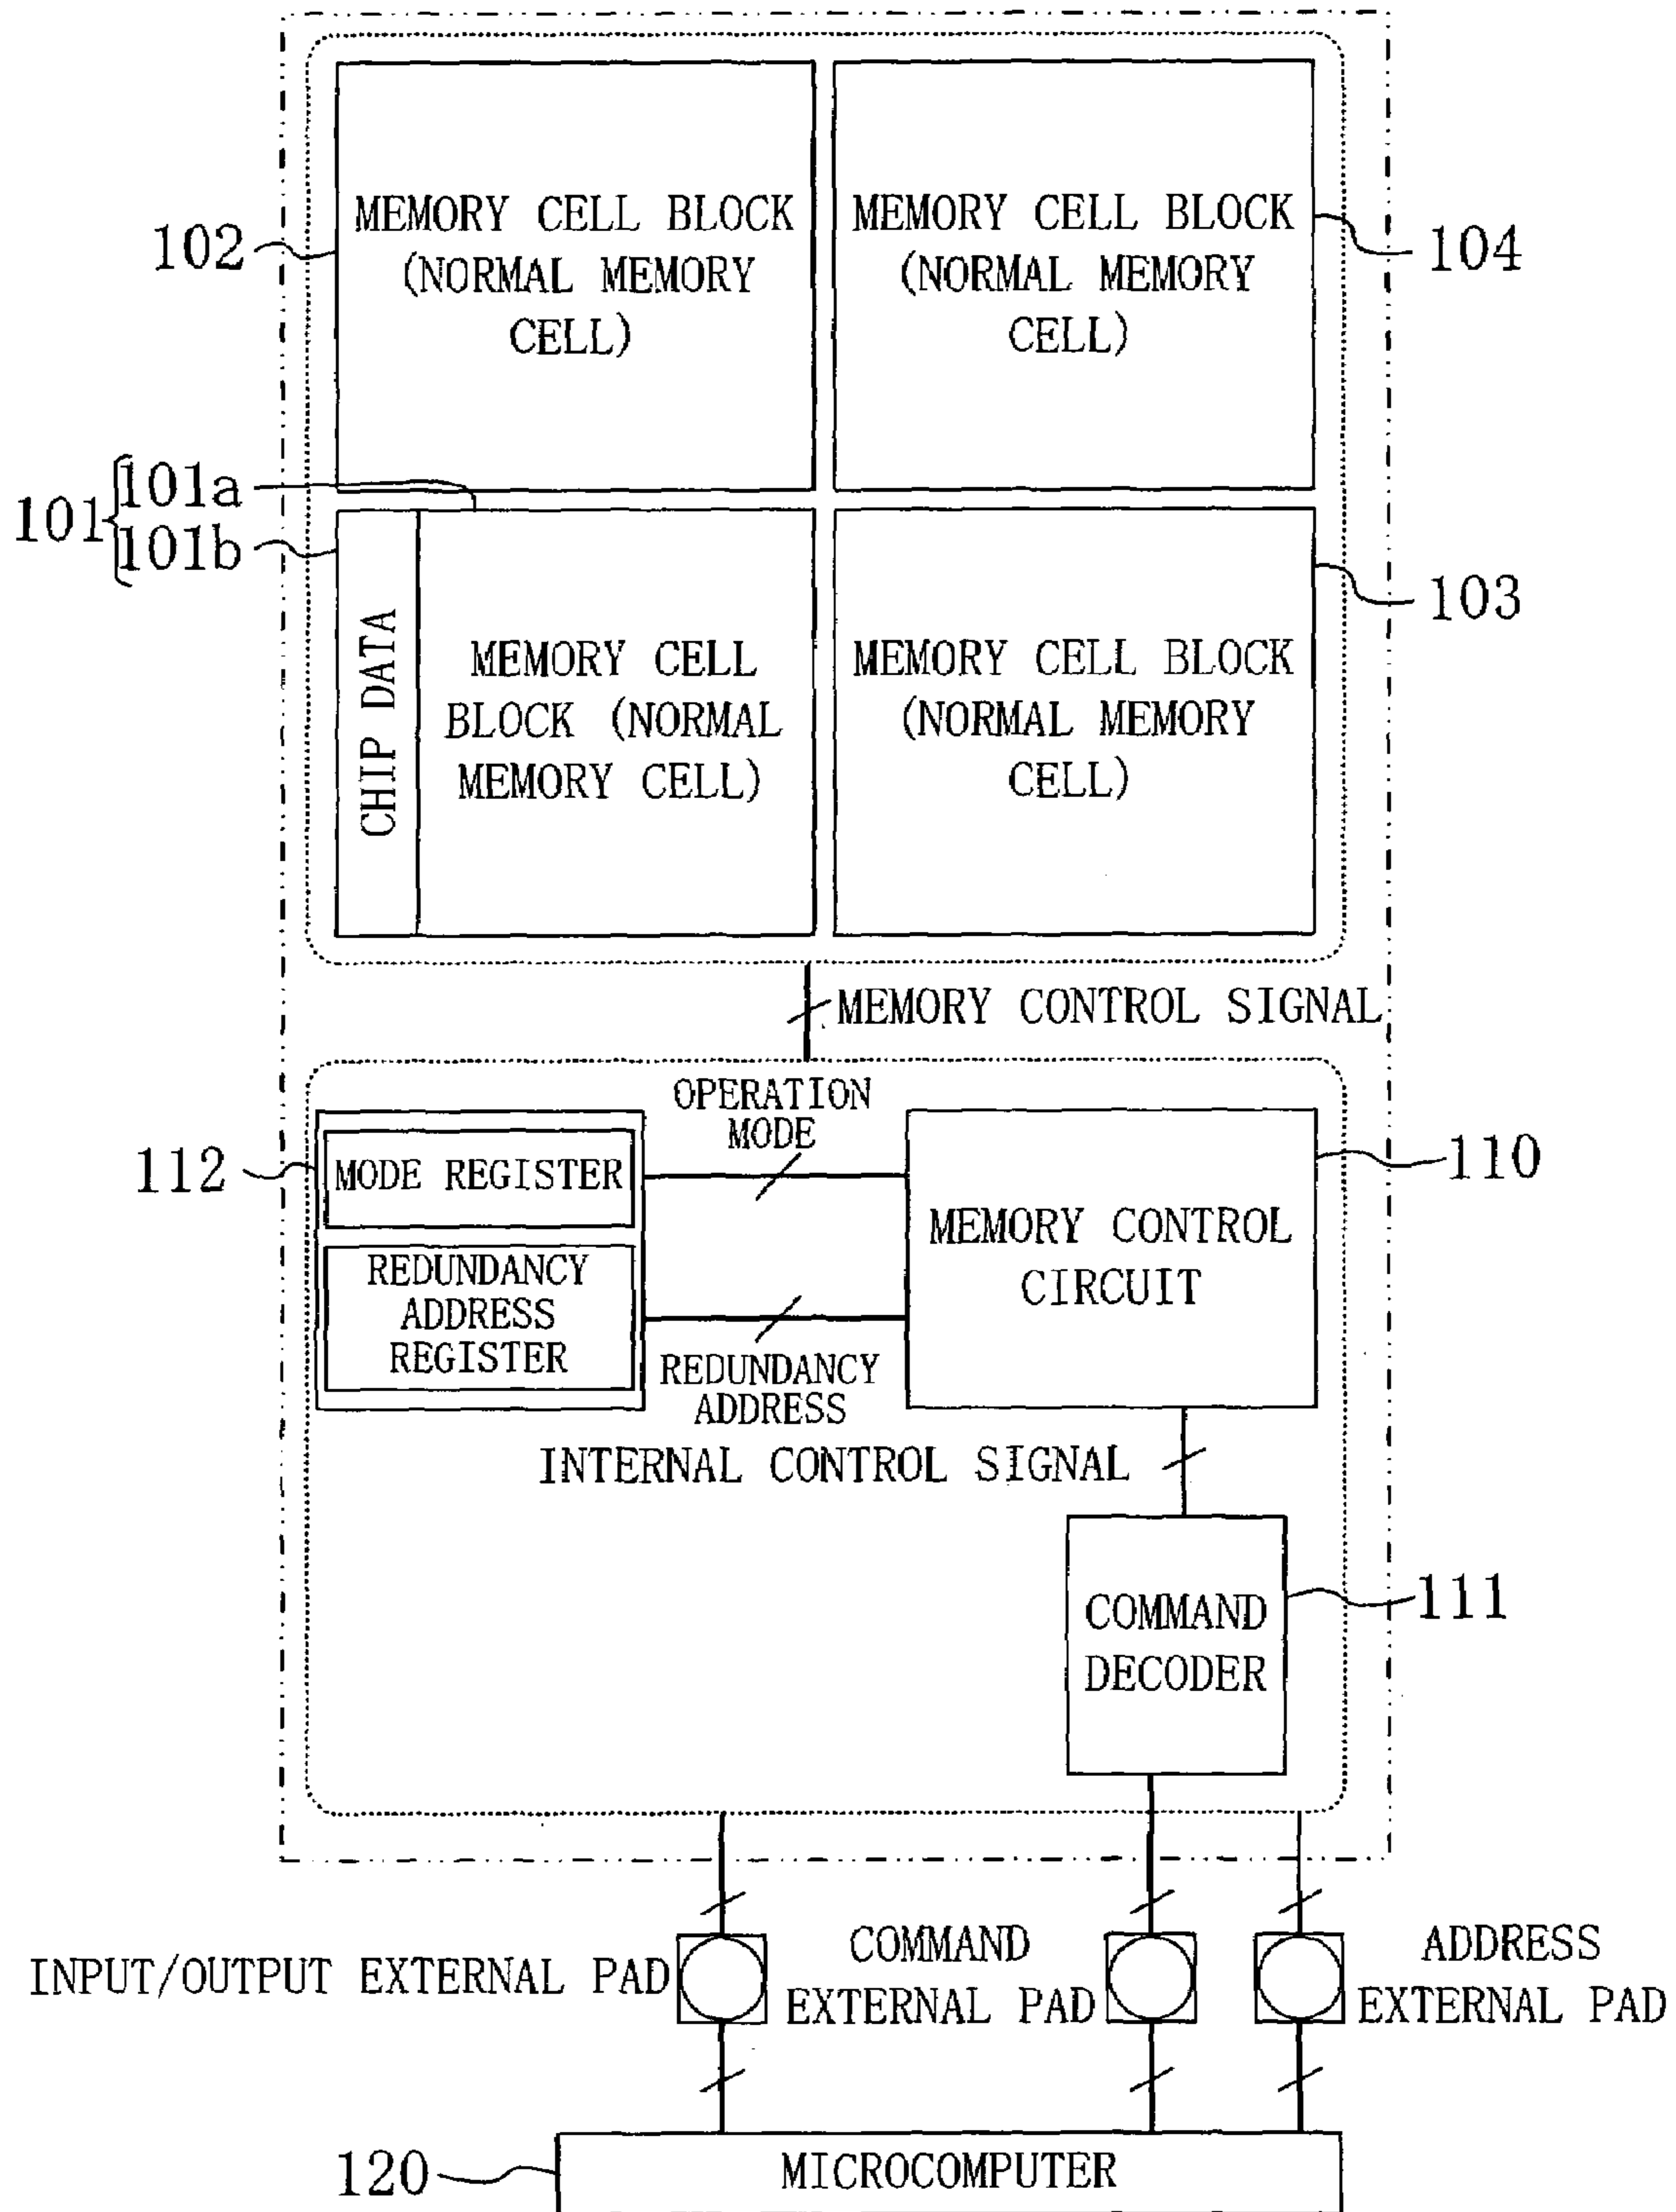 MEMORY CELL BLOCK
(NORMAL MEMORY
CELL)
MEMORY CELL BLOCK
(NORMAL MEMORY
CELL)
102
104
101
101a
101b
CHIP DATA
MEMORY CELL
BLOCK (NORMAL
MEMORY CELL)
MEMORY CELL BLOCK
(NORMAL MEMORY
CELL)
103
MEMORY CONTROL SIGNAL
OPERATION
MODE
112
MODE REGISTER
REDUNDANCY
ADDRESS
REGISTER
REDUNDANCY
ADDRESS
MEMORY CONTROL
CIRCUIT
110
INTERNAL CONTROL SIGNAL
COMMAND
DECODER
111
INPUT/OUTPUT EXTERNAL PAD
COMMAND
EXTERNAL PAD
ADDRESS
EXTERNAL PAD
120
MICROCOMPUTER